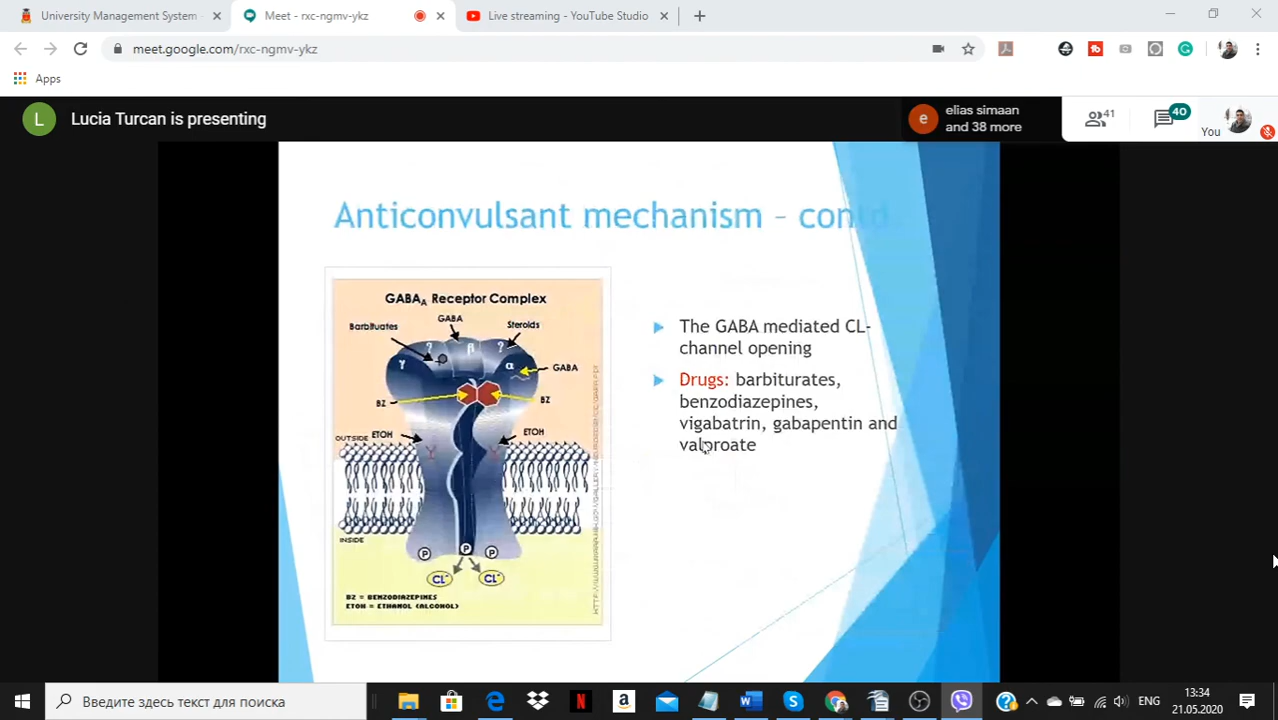 University Management System -
Meet - rxc-ngmv-ykz
Live streaming - YouTube Studio
meet.google.com/rxc-ngmv-ykz
Apps
L
Lucia Turcan is presenting
e
elias simaan
and 38 more
41
40
You
Anticonvulsant mechanism - contd
GABAA Receptor Complex
GABA
Barbituates
Steroids
?
β
?
γ
α
GABA
BZ
BZ
OUTSIDE
ETOH
ETOH
INSIDE
P
P
P
CL-
CL-
BZ = BENZODIAZEPINES
ETOH = ETHANOL (ALCOHOL)
The GABA mediated CL-
channel opening
Drugs: barbiturates,
benzodiazepines,
vigabatrin, gabapentin and
valproate
Введите здесь текст для поиска
ENG
13:34
21.05.2020